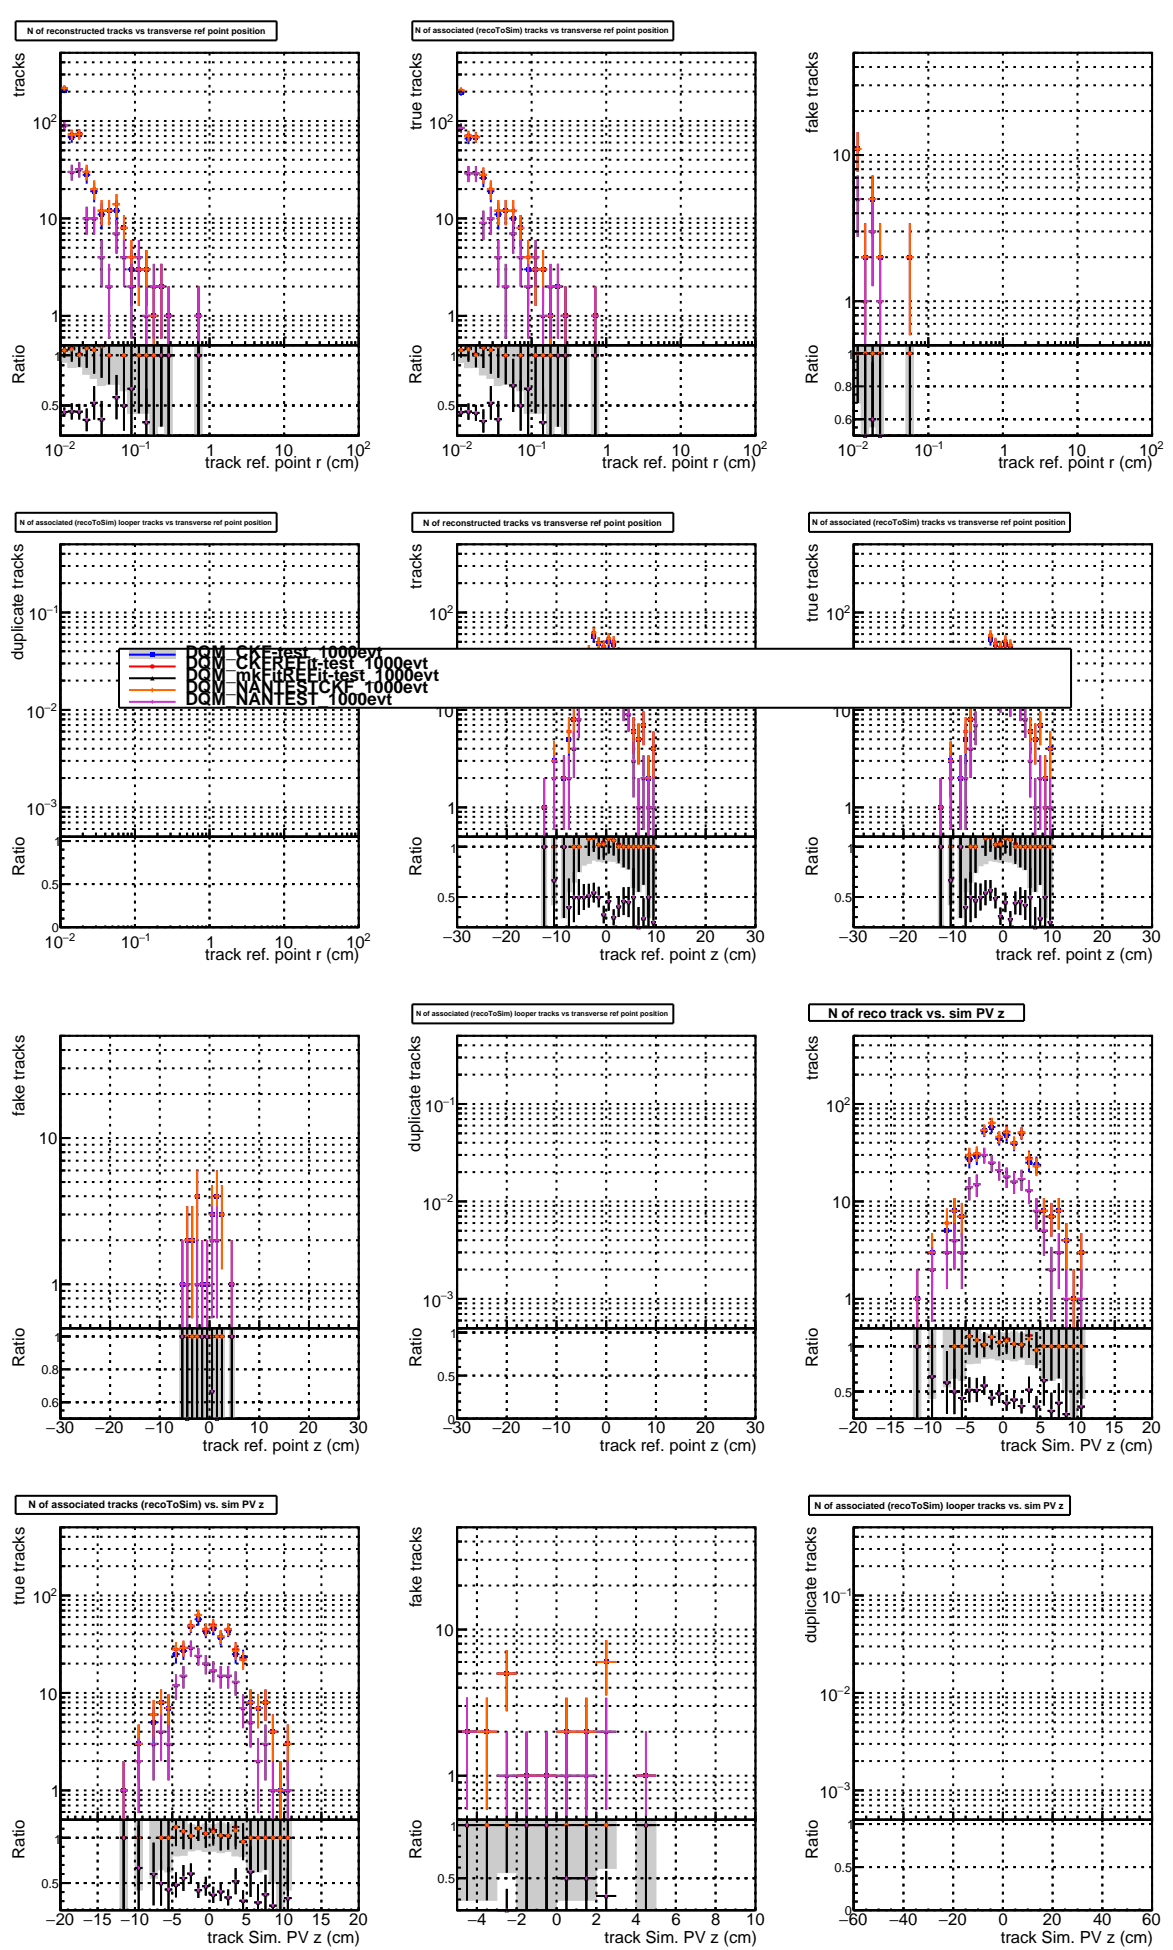 N of reconstructed tracks vs transverse ref point position
tracks
10²
10
1
Ratio
1
0.5
10⁻² 10⁻¹ 1 10 10²
track ref. point r (cm)
N of associated (recoToSim) tracks vs transverse ref point position
true tracks
10²
10
1
Ratio
1
0.5
10⁻² 10⁻¹ 1 10 10²
track ref. point r (cm)
fake tracks
10
1
Ratio
1
0.8
0.6
10⁻² 10⁻¹ 1 10 10²
track ref. point r (cm)
N of associated (recoToSim) looper tracks vs transverse ref point position
duplicate tracks
10⁻¹
10⁻²
10⁻³
Ratio
1
0.5
0
10⁻² 10⁻¹ 1 10 10²
track ref. point r (cm)
N of reconstructed tracks vs transverse ref point position
tracks
10²
10
1
Ratio
1
0.5
−30 −20 −10 0 10 20 30
track ref. point z (cm)
N of associated (recoToSim) tracks vs transverse ref point position
true tracks
10²
10
1
Ratio
1
0.5
−30 −20 −10 0 10 20 30
track ref. point z (cm)
DQM_CKF-test_1000evt
DQM_CKFREFit-test_1000evt
DQM_mkFitREFit-test_1000evt
DQM_NANTESTCKF_1000evt
DQM_NANTEST_1000evt
fake tracks
10
1
Ratio
1
0.8
0.6
−30 −20 −10 0 10 20 30
track ref. point z (cm)
N of associated (recoToSim) looper tracks vs transverse ref point position
duplicate tracks
10⁻¹
10⁻²
10⁻³
Ratio
1
0.5
0
−30 −20 −10 0 10 20 30
track ref. point z (cm)
N of reco track vs. sim PV z
tracks
10²
10
1
Ratio
1
0.5
−20 −15 −10 −5 0 5 10 15 20
track Sim. PV z (cm)
N of associated tracks (recoToSim) vs. sim PV z
true tracks
10²
10
1
Ratio
1
0.5
−20 −15 −10 −5 0 5 10 15 20
track Sim. PV z (cm)
fake tracks
10
1
Ratio
1
0.5
−4 −2 0 2 4 6 8 10
track Sim. PV z (cm)
N of associated (recoToSim) looper tracks vs. sim PV z
duplicate tracks
10⁻¹
10⁻²
10⁻³
Ratio
1
0.5
0
−60 −40 −20 0 20 40 60
track Sim. PV z (cm)